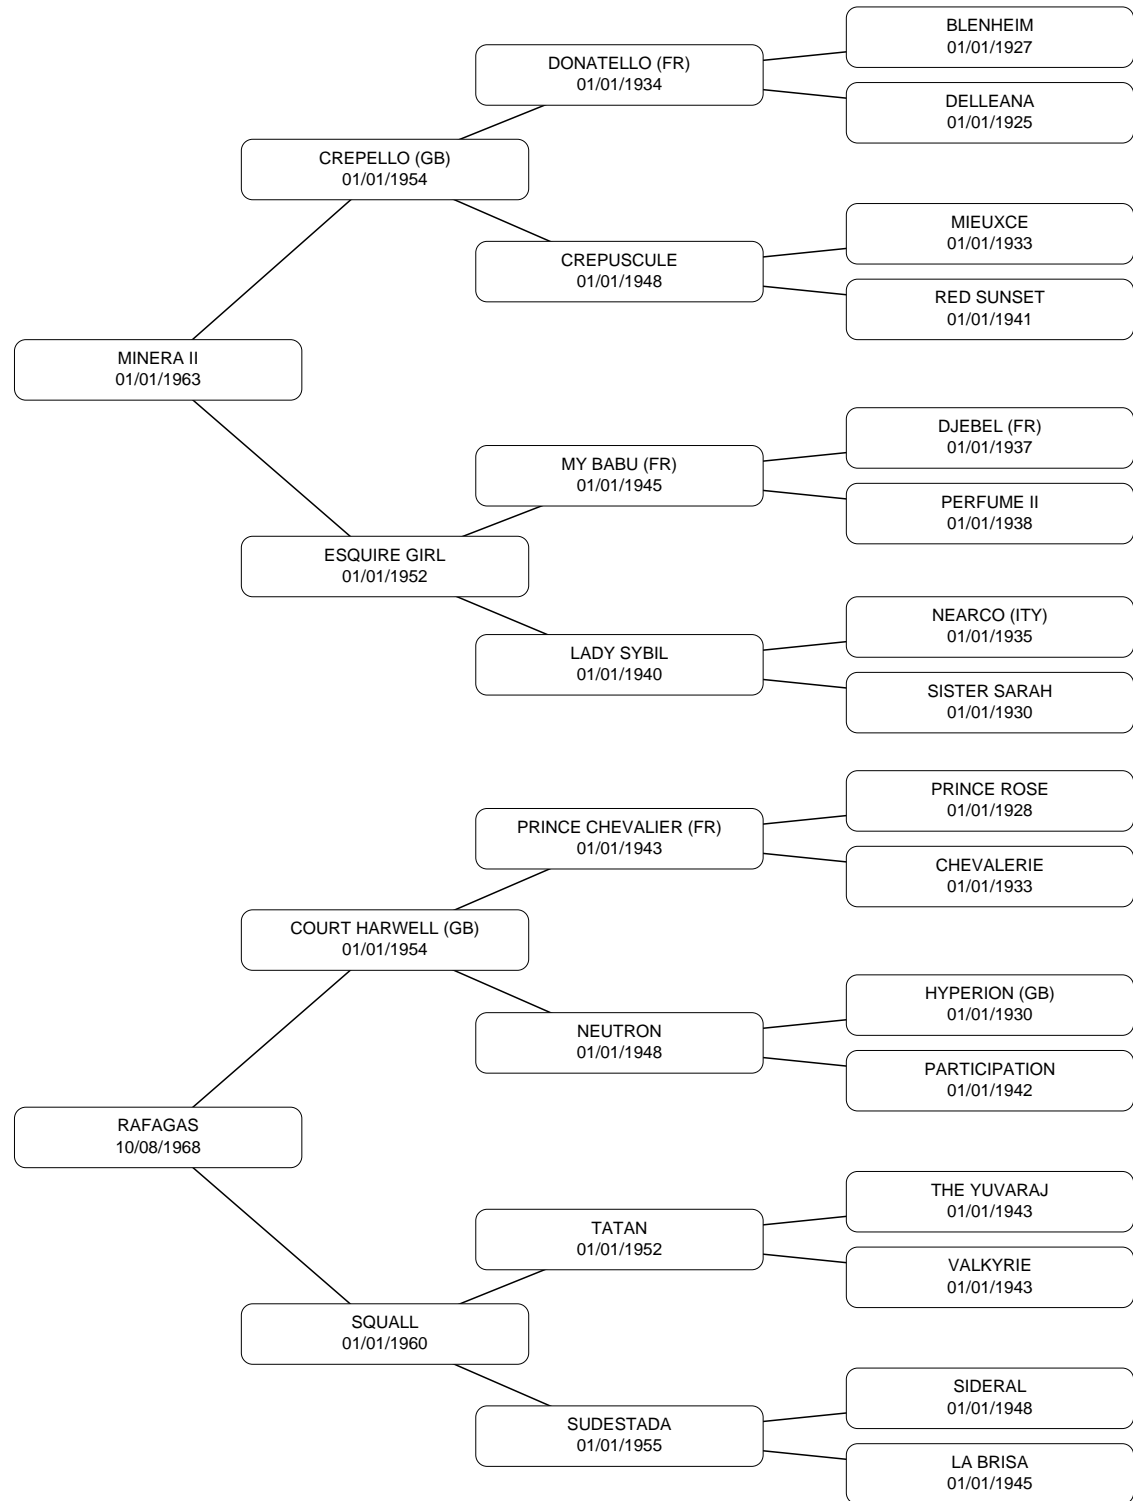 BLENHEIM
01/01/1927
DONATELLO (FR)
01/01/1934
DELLEANA
01/01/1925
CREPELLO (GB)
01/01/1954
MIEUXCE
01/01/1933
CREPUSCULE
01/01/1948
RED SUNSET
01/01/1941
MINERA II
01/01/1963
DJEBEL (FR)
01/01/1937
MY BABU (FR)
01/01/1945
PERFUME II
01/01/1938
ESQUIRE GIRL
01/01/1952
NEARCO (ITY)
01/01/1935
LADY SYBIL
01/01/1940
SISTER SARAH
01/01/1930
PRINCE ROSE
01/01/1928
PRINCE CHEVALIER (FR)
01/01/1943
CHEVALERIE
01/01/1933
COURT HARWELL (GB)
01/01/1954
HYPERION (GB)
01/01/1930
NEUTRON
01/01/1948
PARTICIPATION
01/01/1942
RAFAGAS
10/08/1968
THE YUVARAJ
01/01/1943
TATAN
01/01/1952
VALKYRIE
01/01/1943
SQUALL
01/01/1960
SIDERAL
01/01/1948
SUDESTADA
01/01/1955
LA BRISA
01/01/1945